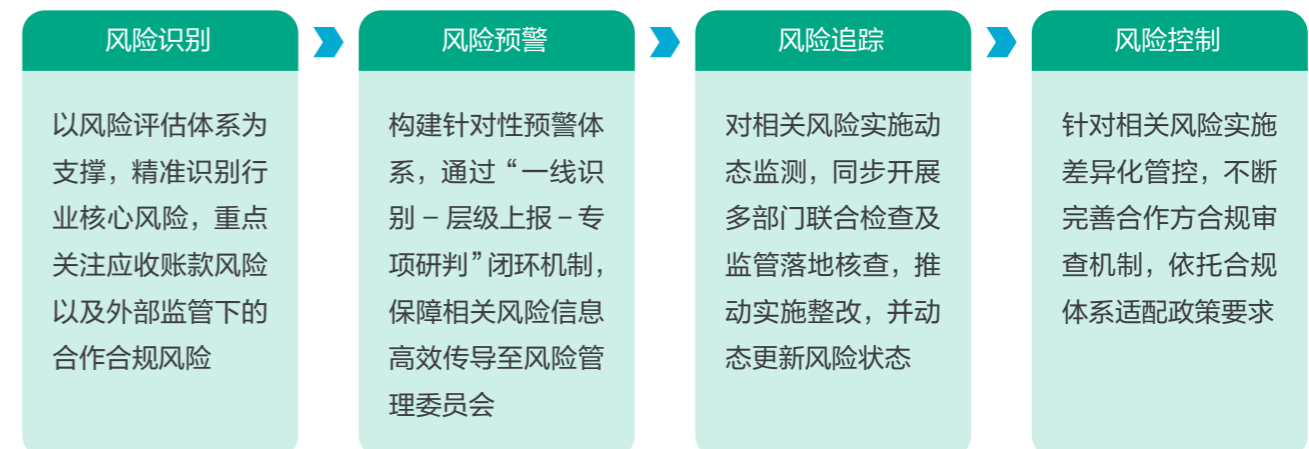 风险识别
以风险评估体系为
支撑，精准识别行
业核心风险，重点
关注应收账款风险
以及外部监管下的
合作合规风险
风险预警
构建针对性预警体
系，通过“一线识
别－层级上报－专
项研判”闭环机制，
保障相关风险信息
高效传导至风险管
理委员会
风险追踪
对相关风险实施动
态监测，同步开展
多部门联合检查及
监管落地核查，推
动实施整改，并动
态更新风险状态
风险控制
针对相关风险实施
差异化管控，不断
完善合作方合规审
查机制，依托合规
体系适配政策要求